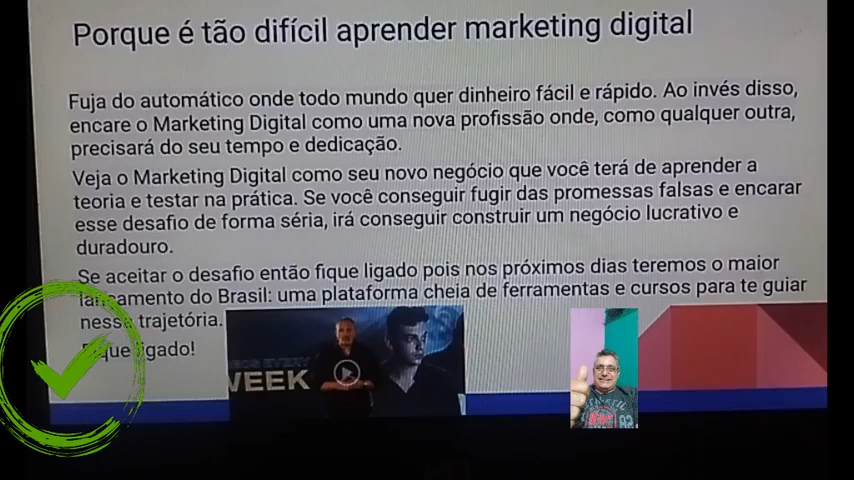 Porque é tão difícil aprender marketing digital
Fuja do automático onde todo mundo quer dinheiro fácil e rápido. Ao invés disso,
encare o Marketing Digital como uma nova profissão onde, como qualquer outra,
precisará do seu tempo e dedicação.
Veja o Marketing Digital como seu novo negócio que você terá de aprender a
teoria e testar na prática. Se você conseguir fugir das promessas falsas e encarar
esse desafio de forma séria, irá conseguir construir um negócio lucrativo e
duradouro.
Se aceitar o desafio então fique ligado pois nos próximos dias teremos o maior
lançamento do Brasil: uma plataforma cheia de ferramentas e cursos para te guiar
nessa trajetória.
Fique ligado!
EVERY
WEEK